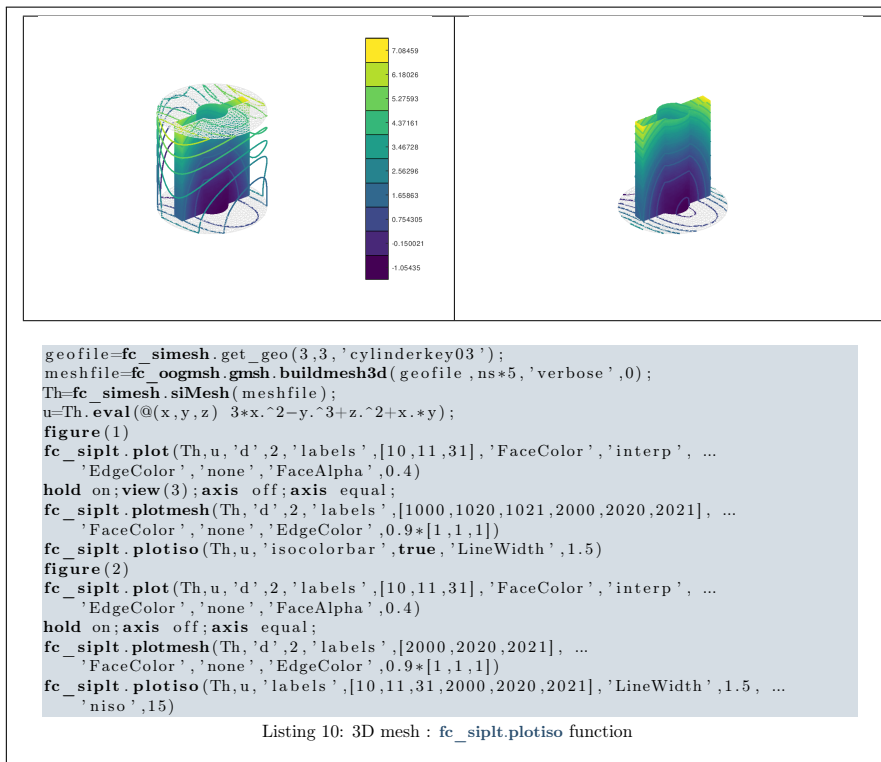 7.08459
6.18026
5.27593
4.37161
3.46728
2.56296
1.65863
0.754305
-0.150021
-1.05435
geofile=fc_simesh.get_geo(3,3,'cylinderkey03');
meshfile=fc_oogmsh.gmsh.buildmesh3d(geofile,ns*5,'verbose',0);
Th=fc_simesh.siMesh(meshfile);
u=Th.eval(@(x,y,z) 3*x.^2-y.^3+z.^2+x.*y);
figure(1)
fc_siplt.plot(Th,u,'d',2,'labels',[10,11,31],'FaceColor','interp', ...
'EdgeColor','none','FaceAlpha',0.4)
hold on;view(3);axis off;axis equal;
fc_siplt.plotmesh(Th,'d',2,'labels',[1000,1020,1021,2000,2020,2021], ...
'FaceColor','none','EdgeColor',0.9*[1,1,1])
fc_siplt.plotiso(Th,u,'isocolorbar',true,'LineWidth',1.5)
figure(2)
fc_siplt.plot(Th,u,'d',2,'labels',[10,11,31],'FaceColor','interp', ...
'EdgeColor','none','FaceAlpha',0.4)
hold on;axis off;axis equal;
fc_siplt.plotmesh(Th,'d',2,'labels',[2000,2020,2021], ...
'FaceColor','none','EdgeColor',0.9*[1,1,1])
fc_siplt.plotiso(Th,u,'labels',[10,11,31,2000,2020,2021],'LineWidth',1.5, ...
'niso',15)
Listing 10: 3D mesh : fc_siplt.plotiso function